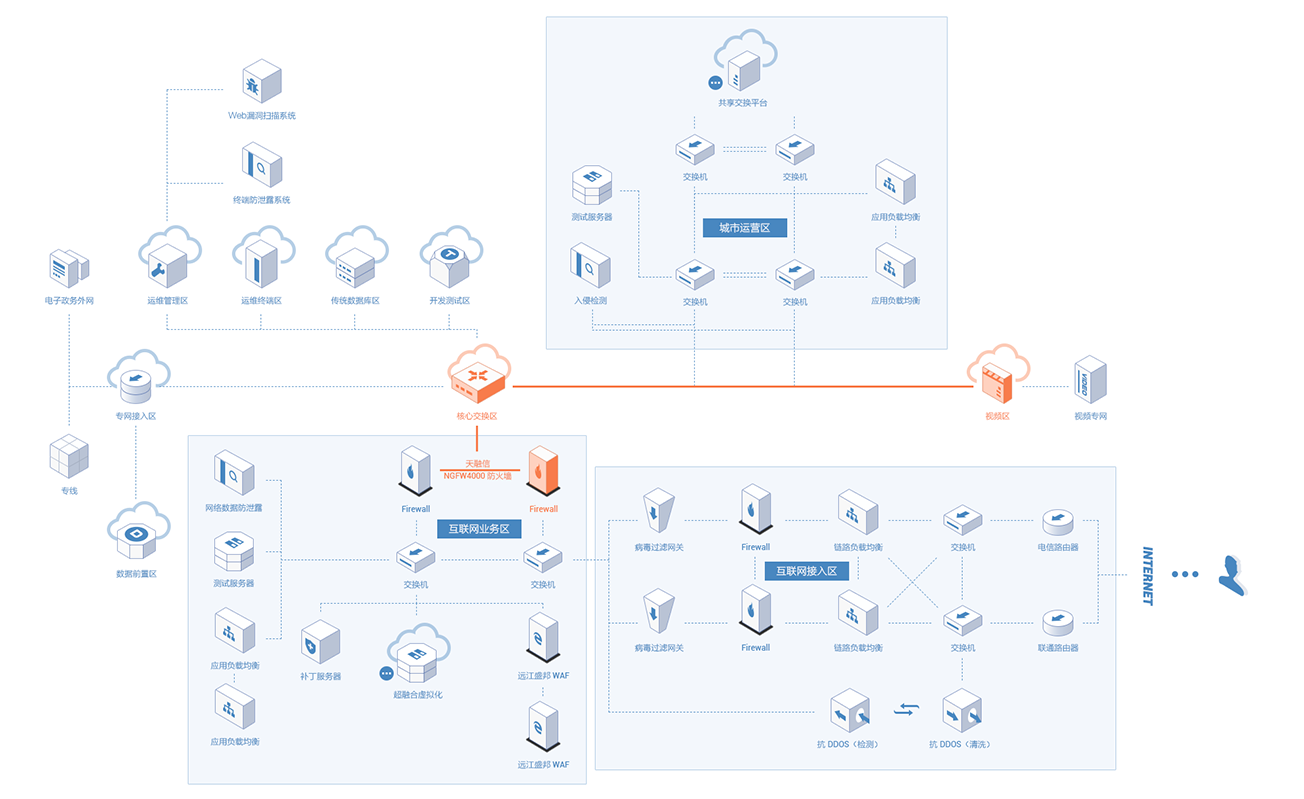 Web漏洞扫描系统
终端防泄露系统
电子政务外网
运维管理区
运维终端区
传统数据库区
开发测试区
共享交换平台
交换机
交换机
测试服务器
应用负载均衡
城市运营区
入侵检测
交换机
交换机
应用负载均衡
专网接入区
核心交换区
视频区
VIDEO
视频专网
专线
数据前置区
网络数据防泄露
天融信
NGFW4000 防火墙
Firewall
Firewall
互联网业务区
测试服务器
交换机
交换机
应用负载均衡
补丁服务器
超融合虚拟化
远江盛邦 WAF
应用负载均衡
远江盛邦 WAF
病毒过滤网关
Firewall
链路负载均衡
交换机
电信路由器
互联网接入区
INTERNET
病毒过滤网关
Firewall
链路负载均衡
交换机
联通路由器
抗 DDOS（检测）
抗 DDOS（清洗）